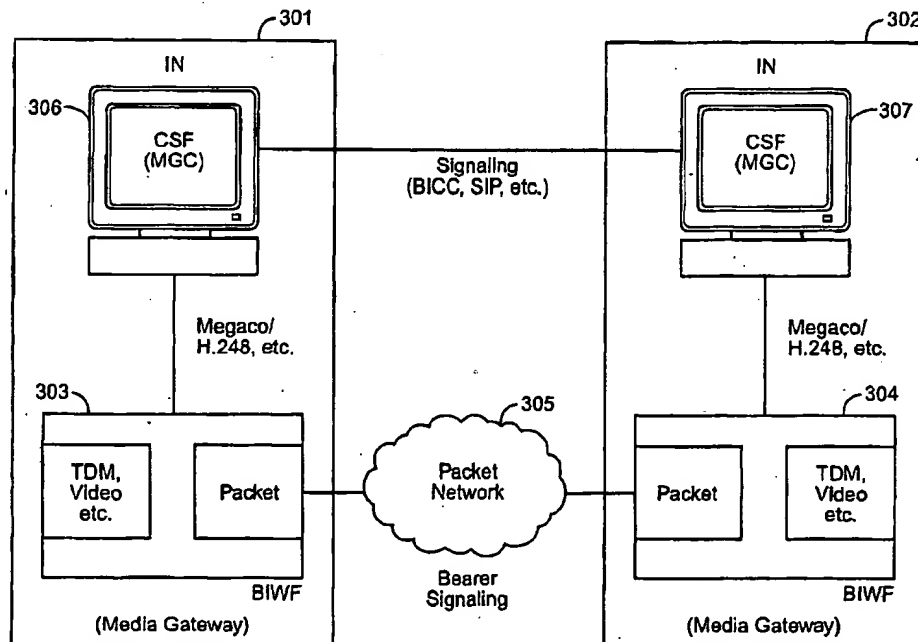 301
302
IN
IN
306
307
CSF
(MGC)
CSF
(MGC)
Signaling
(BICC, SIP, etc.)
Megaco/
H.248, etc.
Megaco/
H.248, etc.
303
305
304
TDM,
Video
etc.
Packet
Packet
Network
Packet
TDM,
Video
etc.
BIWF
Bearer
Signaling
BIWF
(Media Gateway)
(Media Gateway)